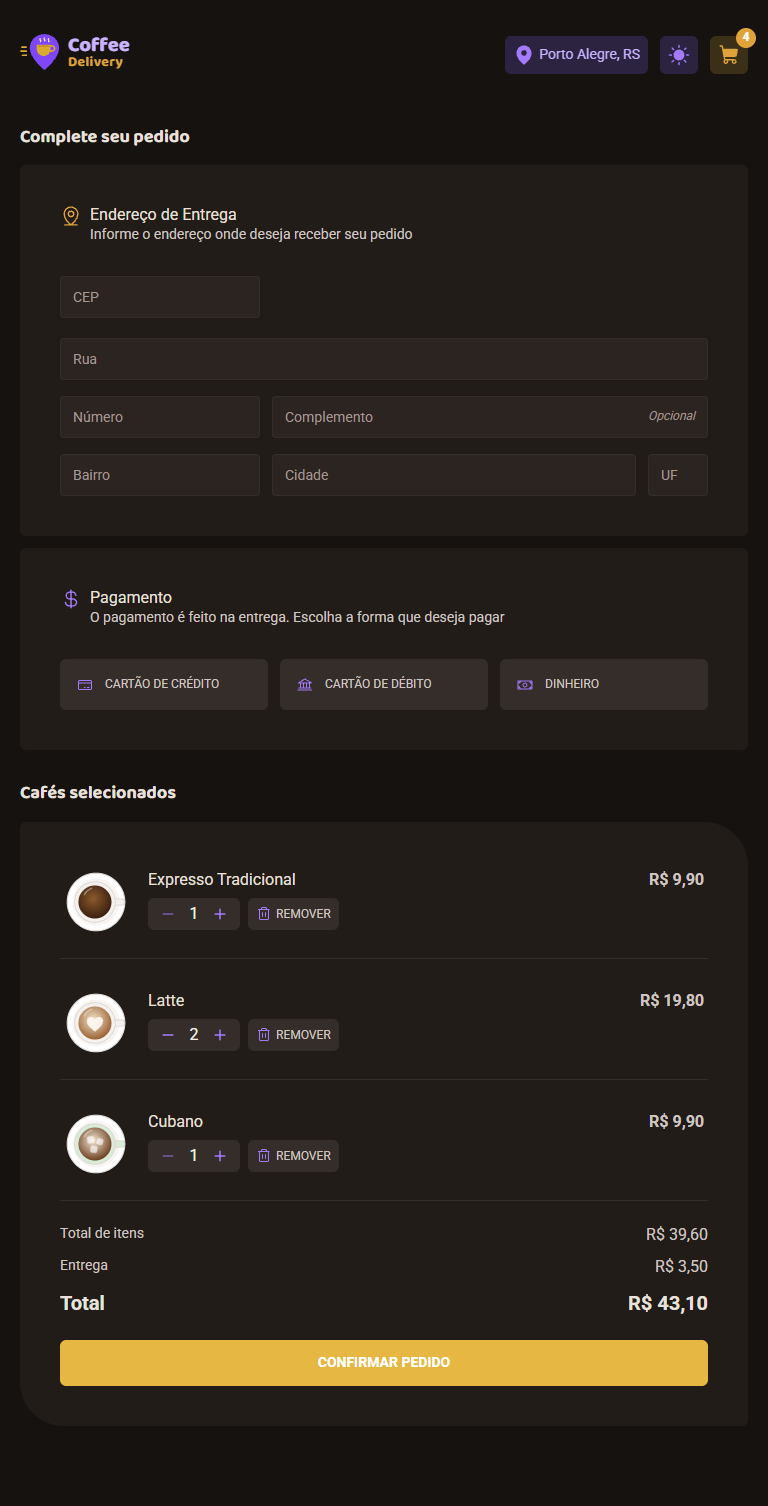 Coffee
Delivery
Porto Alegre, RS
4
Complete seu pedido
Endereço de Entrega
Informe o endereço onde deseja receber seu pedido
CEP
Rua
Número
Complemento Opcional
Bairro
Cidade
UF
Pagamento
O pagamento é feito na entrega. Escolha a forma que deseja pagar
CARTÃO DE CRÉDITO
CARTÃO DE DÉBITO
DINHEIRO
Cafés selecionados
Expresso Tradicional R$ 9,90
1 REMOVER
Latte R$ 19,80
2 REMOVER
Cubano R$ 9,90
1 REMOVER
Total de itens R$ 39,60
Entrega R$ 3,50
Total R$ 43,10
CONFIRMAR PEDIDO